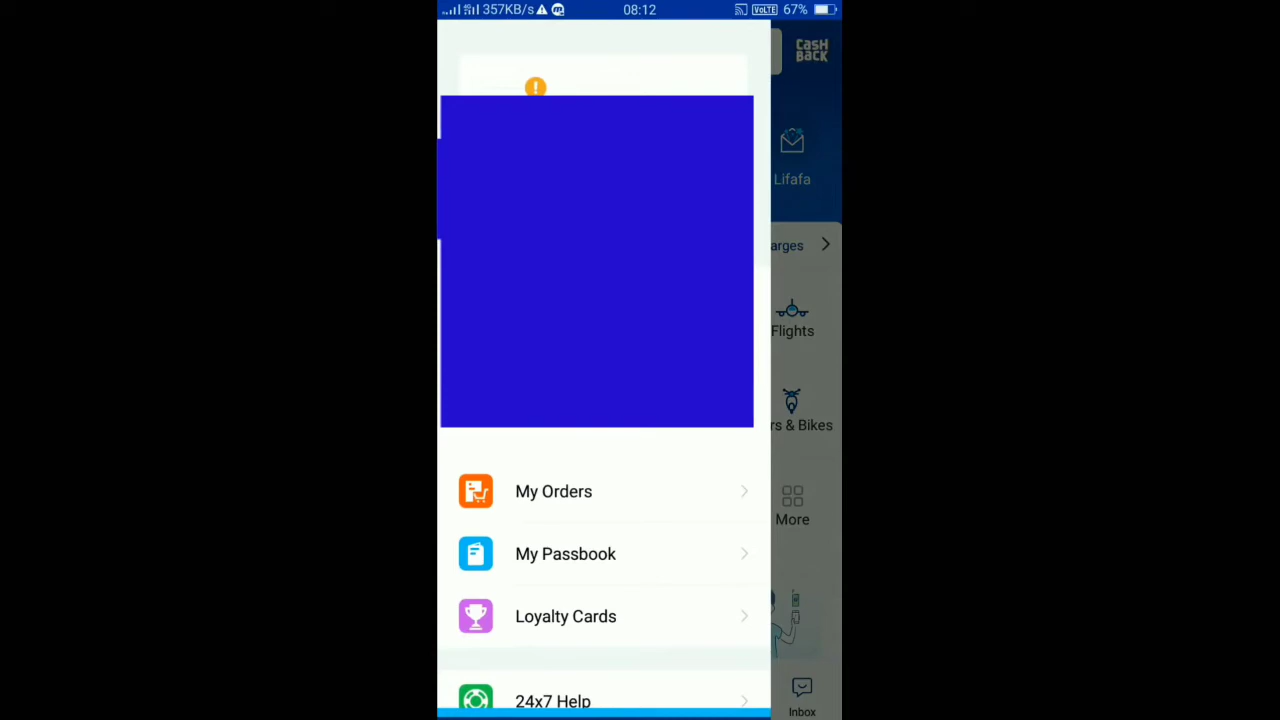 357KB/s 08:12 VoLTE 67%
CASH
BACK
Lifafa
arges
Flights
rs & Bikes
My Orders
More
My Passbook
Loyalty Cards
24x7 Help
Inbox